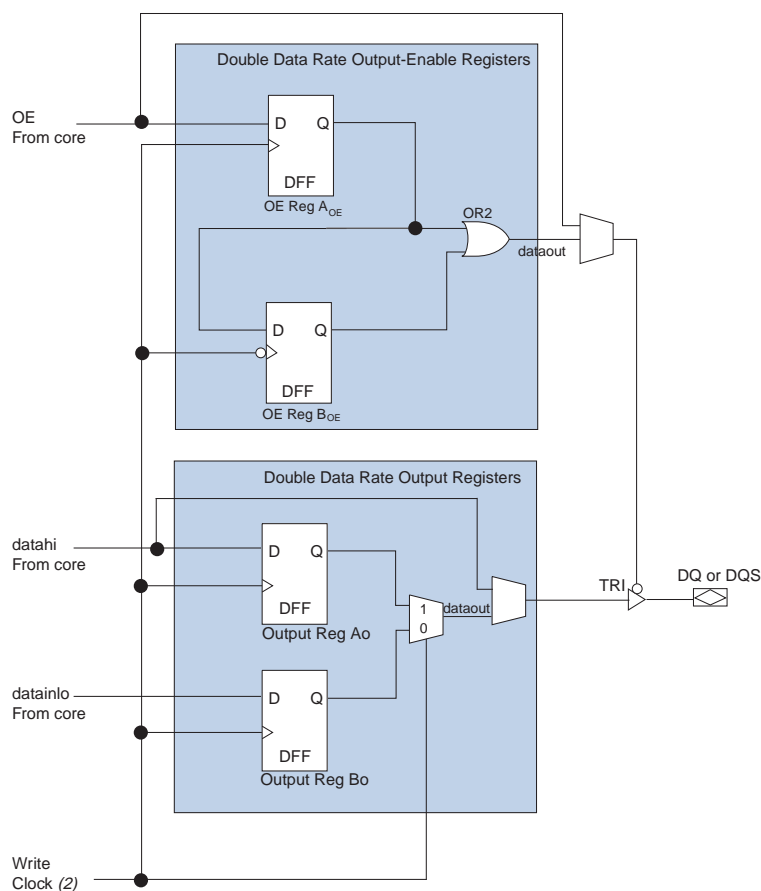 Double Data Rate Output-Enable Registers
OE
From core
D Q
DFF
OE Reg AOE
OR2
dataout
D Q
DFF
OE Reg BOE
Double Data Rate Output Registers
datahi
From core
D Q
DFF
Output Reg Ao
1
0
dataout
TRI
DQ or DQS
datainlo
From core
D Q
DFF
Output Reg Bo
Write
Clock (2)